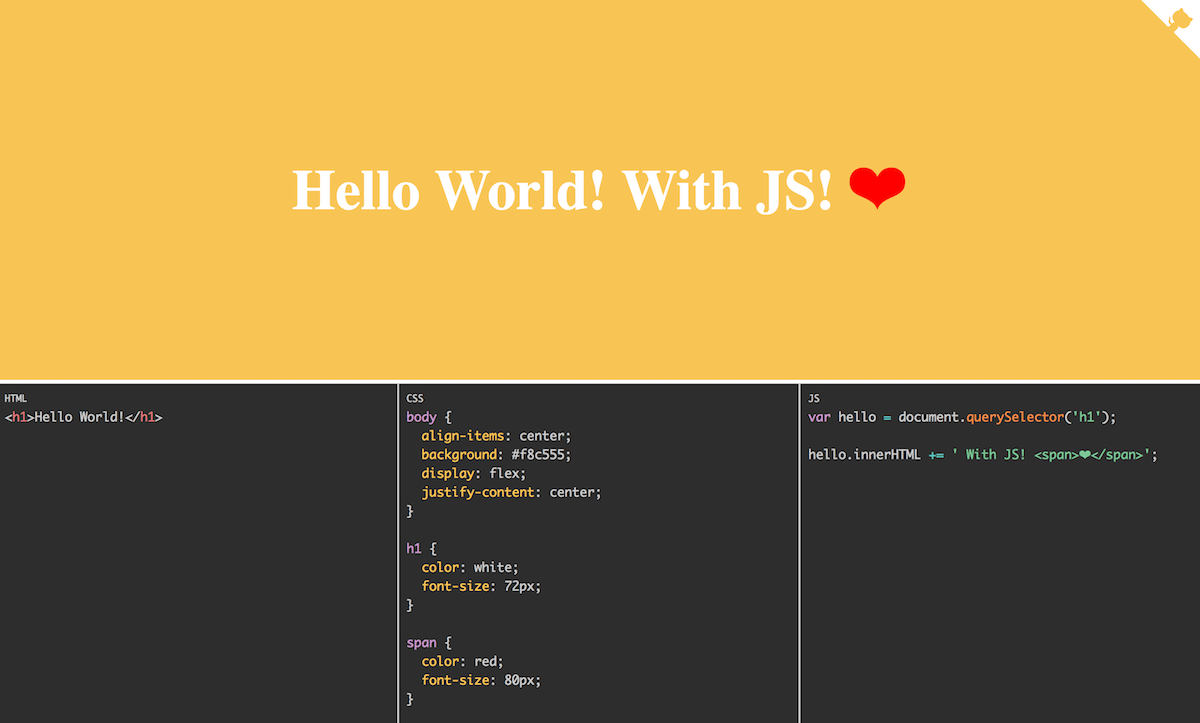 Hello World! With JS! ❤
HTML
<h1>Hello World!</h1>
CSS
body {
  align-items: center;
  background: #f8c555;
  display: flex;
  justify-content: center;
}

h1 {
  color: white;
  font-size: 72px;
}

span {
  color: red;
  font-size: 80px;
}
JS
var hello = document.querySelector('h1');

hello.innerHTML += ' With JS! <span>❤</span>';